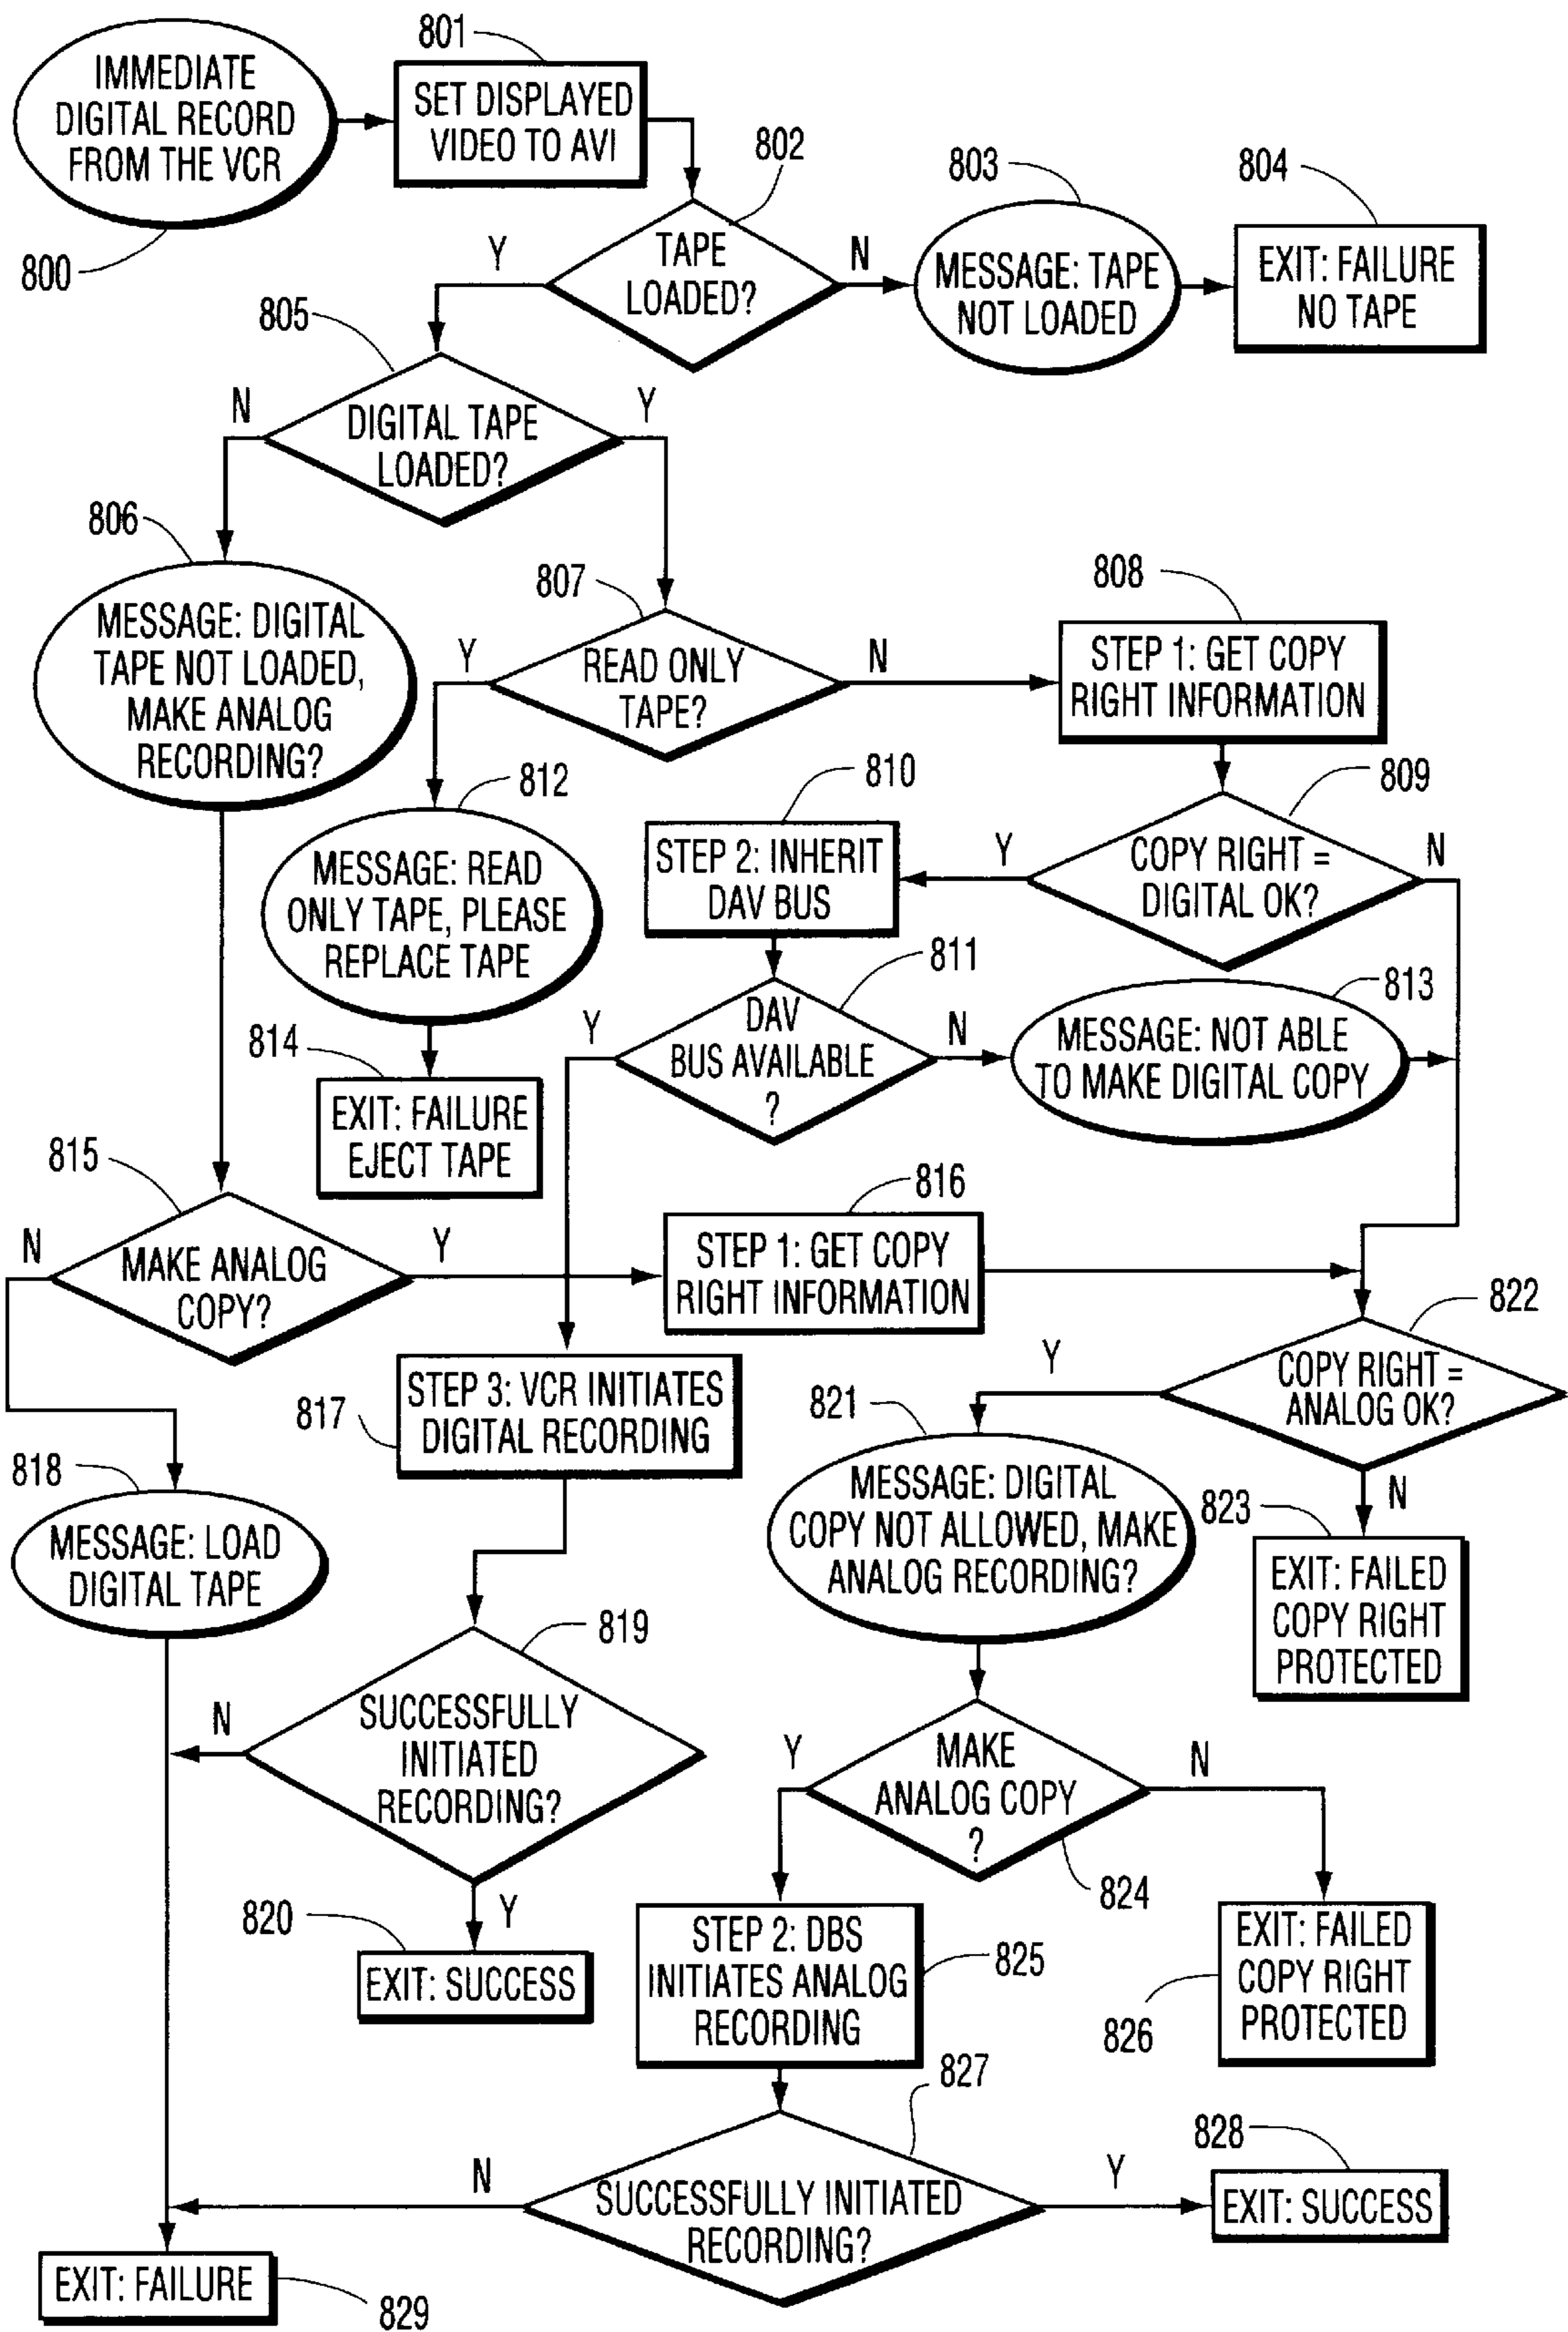 801
IMMEDIATE
DIGITAL RECORD
FROM THE VCR
800
SET DISPLAYED
VIDEO TO AVI
802
TAPE
LOADED?
Y
N
803
MESSAGE: TAPE
NOT LOADED
804
EXIT: FAILURE
NO TAPE
805
DIGITAL TAPE
LOADED?
N
Y
806
MESSAGE: DIGITAL
TAPE NOT LOADED,
MAKE ANALOG
RECORDING?
807
READ ONLY
TAPE?
Y
N
808
STEP 1: GET COPY
RIGHT INFORMATION
809
COPY RIGHT =
DIGITAL OK?
Y
N
810
STEP 2: INHERIT
DAV BUS
812
MESSAGE: READ
ONLY TAPE, PLEASE
REPLACE TAPE
811
DAV
BUS AVAILABLE
?
Y
N
813
MESSAGE: NOT ABLE
TO MAKE DIGITAL COPY
814
EXIT: FAILURE
EJECT TAPE
815
MAKE ANALOG
COPY?
N
Y
816
STEP 1: GET COPY
RIGHT INFORMATION
822
COPY RIGHT =
ANALOG OK?
Y
N
817
STEP 3: VCR INITIATES
DIGITAL RECORDING
821
MESSAGE: DIGITAL
COPY NOT ALLOWED, MAKE
ANALOG RECORDING?
823
EXIT: FAILED
COPY RIGHT
PROTECTED
818
MESSAGE: LOAD
DIGITAL TAPE
819
SUCCESSFULLY
INITIATED
RECORDING?
N
Y
820
EXIT: SUCCESS
MAKE
ANALOG COPY
?
Y
N
824
STEP 2: DBS
INITIATES ANALOG
RECORDING
825
EXIT: FAILED
COPY RIGHT
PROTECTED
826
827
SUCCESSFULLY INITIATED
RECORDING?
N
Y
828
EXIT: SUCCESS
EXIT: FAILURE
829